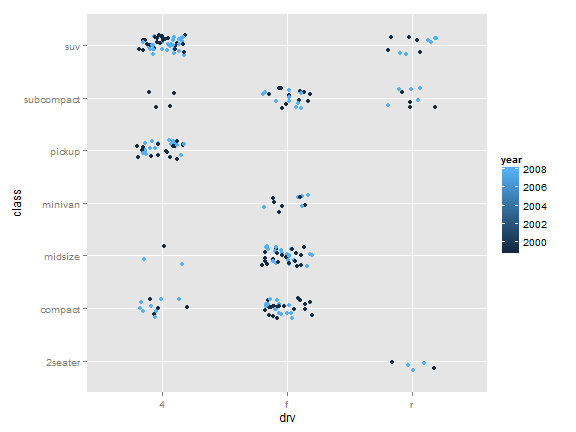 suv
subcompact
pickup
minivan
midsize
compact
2seater
class
4
f
r
drv
year
2008
2006
2004
2002
2000